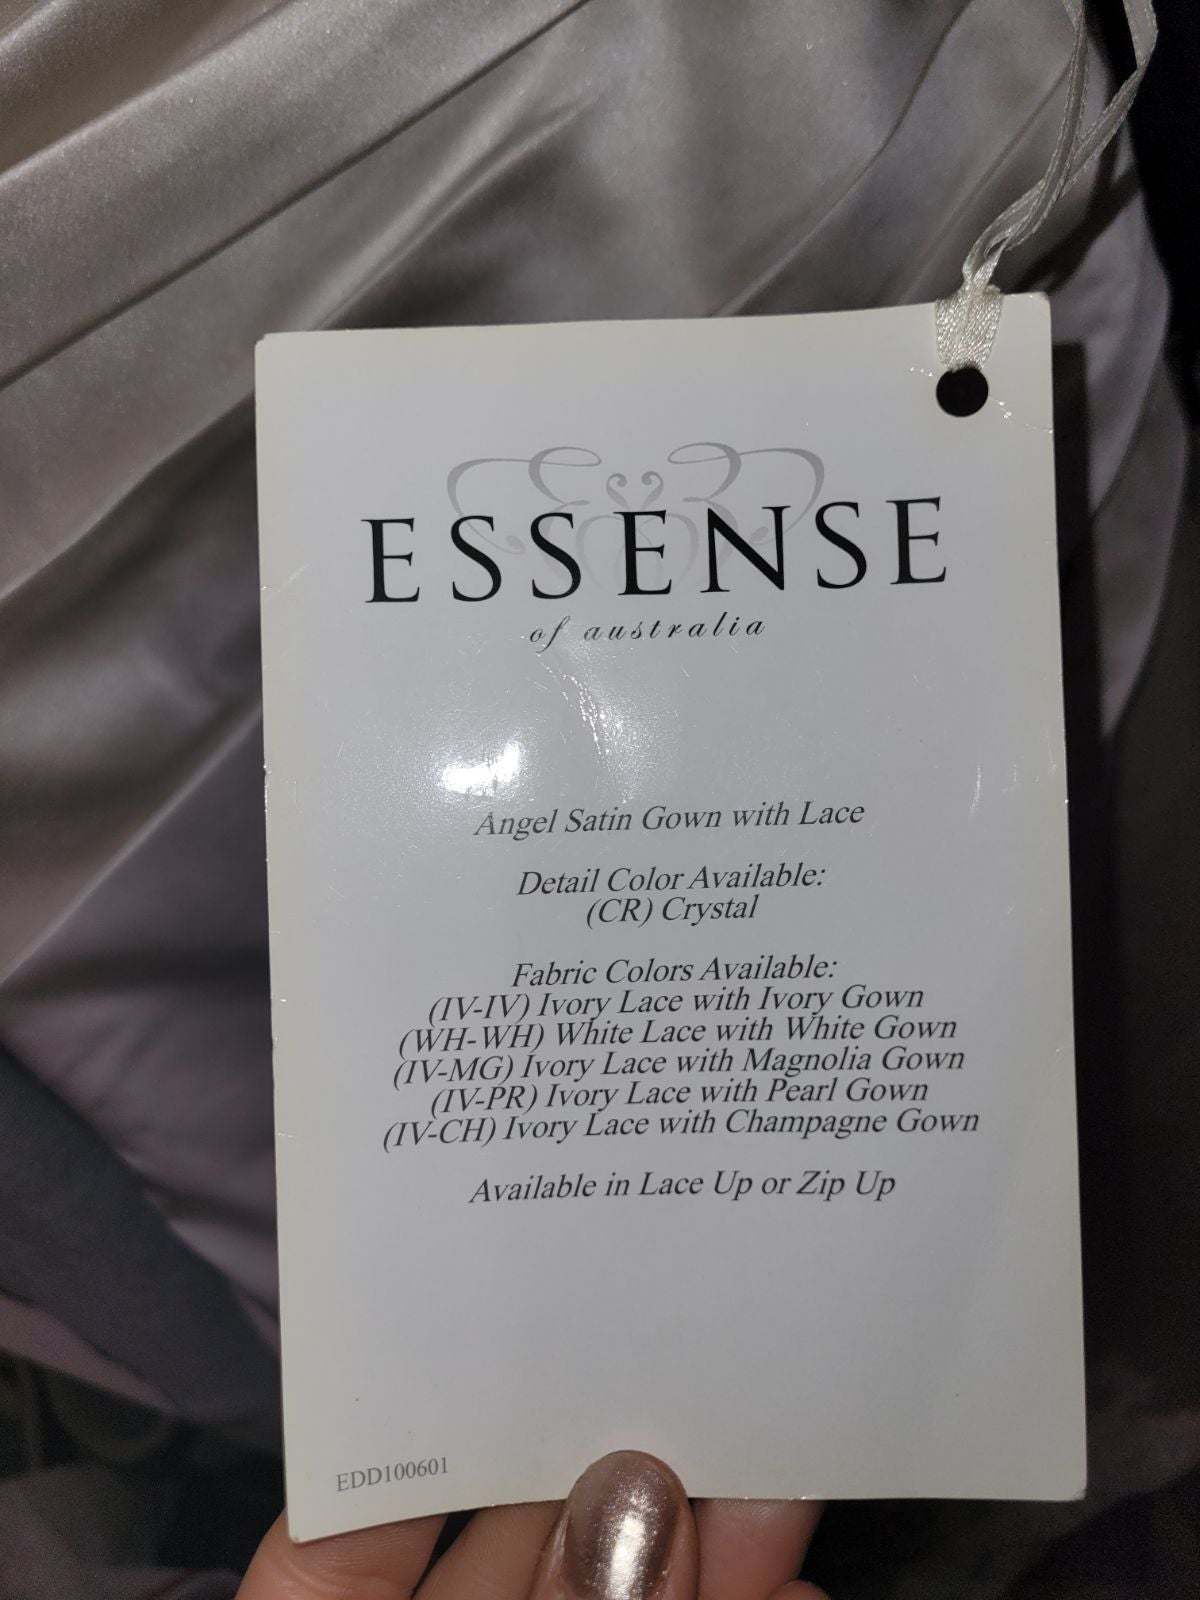 ESSENSE
of australia
Angel Satin Gown with Lace
Detail Color Available:
(CR) Crystal
Fabric Colors Available:
(IV-IV) Ivory Lace with Ivory Gown
(WH-WH) White Lace with White Gown
(IV-MG) Ivory Lace with Magnolia Gown
(IV-PR) Ivory Lace with Pearl Gown
(IV-CH) Ivory Lace with Champagne Gown
Available in Lace Up or Zip Up
EDD100601